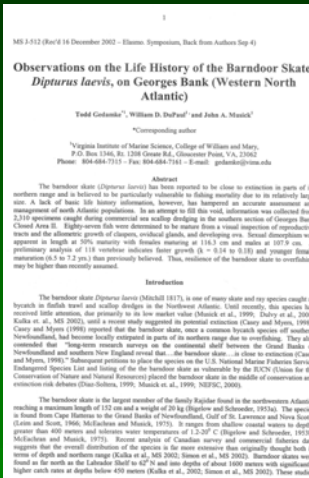 1
MS J-512 (Rec'd 16 December 2002 - Elasmo. Symposium, Back from Authors Sep 4)
Observations on the Life History of the Barndoor Skate
Dipturus laevis, on Georges Bank (Western North
Atlantic)
Todd Gedamke*¹, William D. DuPaul¹ and John A. Musick¹
*Corresponding author
¹Virginia Institute of Marine Science, College of William and Mary,
P.O. Box 1346, Rt. 1208 Greate Rd., Gloucester Point, VA, 23062
Phone: 804-684-7315 – Fax: 804-684-7161 - E-mail: gedamke@vims.edu
Abstract
The barndoor skate (Dipturus laevis) has been reported to be close to extinction in parts of
northern range and is believed to be particularly vulnerable to fishing mortality due to its relatively large
size. A lack of basic life history information, however, has hampered an accurate assessment and
management of north Atlantic populations. In an attempt to fill this void, information was collected from
2,310 specimens caught during commercial sea scallop dredging in the southern section of Georges Bank
Closed Area II. Eighty-seven fish were determined to be mature from a visual inspection of reproductive
tracts and the allometric growth of claspers, oviducal glands, and developing ova. Sexual dimorphism
apparent in length at 50% maturity with females maturing at 116.3 cm and males at 107.9 cm.
preliminary analysis of 118 vertebrae indicates faster growth (k = 0.14 to 0.18) and younger female
maturation (6.5 to 7.2 yrs.) than previously believed. Thus, resilience of the barndoor skate to overfishing
may be higher than recently assumed.
Introduction
The barndoor skate Dipturus laevis (Mitchill 1817), is one of many skate and ray species caught
bycatch in finfish trawl and scallop dredges in the Northwest Atlantic. Until recently, this species
received little attention, due primarily to its low market value (Musick et al., 1999; Dulvy et al., 200
Kulka et al., MS 2002), until a recent study suggested its potential extinction (Casey and Myers, 1998
Casey and Myers (1998) reported that the barndoor skate, once a common bycatch off southern
Newfoundland, had become locally extirpated in parts of its northern range due to overfishing. They also
contended that "long-term research surveys on the continental shelf between the Grand Banks
Newfoundland and southern New England reveal that…the barndoor skate…is close to extinction (Casey
and Myers, 1998)." Subsequent petitions to place the species on the U.S. National Marine Fisheries Service
Endangered Species List and listing of the the barndoor skate as vulnerable by the IUCN (Union for
Conservation of Nature and Natural Resources) placed the barndoor skate in the middle of conservation
extinction risk debates (Diaz-Soltera, 1999; Musick et al., 1999; NEFSC, 2000).
The barndoor skate is the largest member of the family Rajidae found in the northwestern Atlantic
reaching a maximum length of 152 cm and a weight of 20 kg (Bigelow and Schroeder, 1953a). The species
is found from Cape Hatteras to the Grand Banks of Newfoundland, Gulf of St. Lawrence and Nova Scotia
(Leim and Scott, 1966; McEachran and Musick, 1975). It ranges from shallow coastal waters to depths
greater than 400 meters and tolerates water temperatures of 1.2-20° C (Bigelow and Schroeder, 1953
McEachran and Musick, 1975). Recent analysis of Canadian survey and commercial fisheries data
suggests that the overall distribution of the species is far more extensive than originally thought both
terms of depth and northern range (Kulka et al., MS 2002; Simon et al., MS 2002). Barndoor skates were
found as far north as the Labrador Shelf to 62° N and into depths of about 1600 meters with significantly
higher catch rates at depths below 450 meters (Kulka et al., 2002; Simon et al., MS 2002). These studies